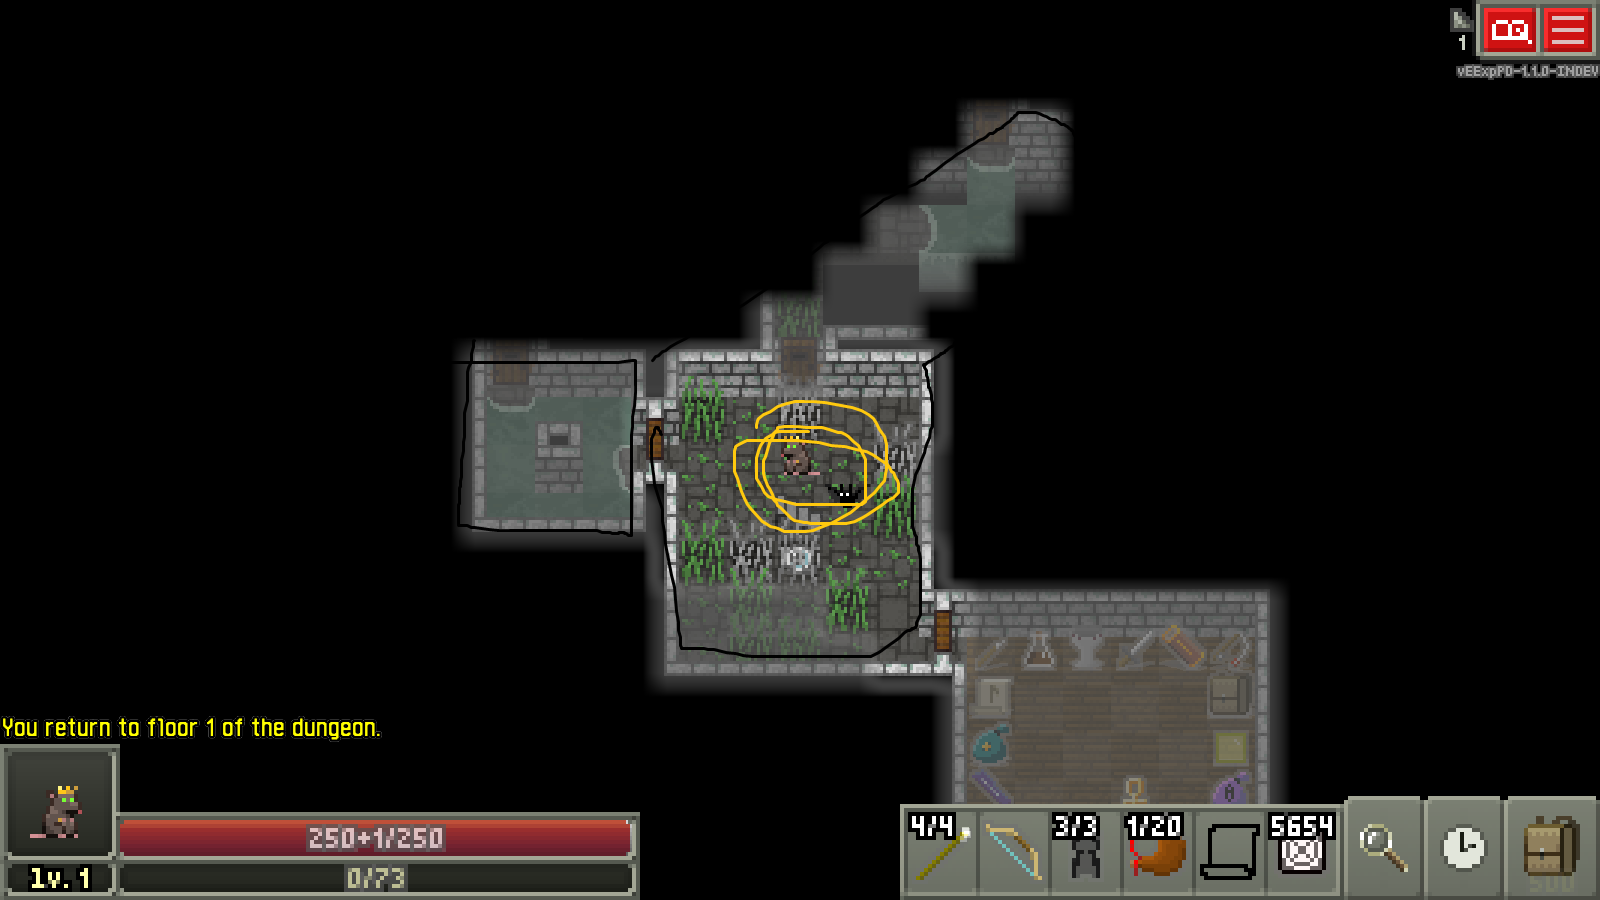 1
vEExpPD-1.1.0-INDEV
You return to floor 1 of the dungeon.
250+1/250
lv. 1
0/73
4/4
3/3
1/20
5654
500